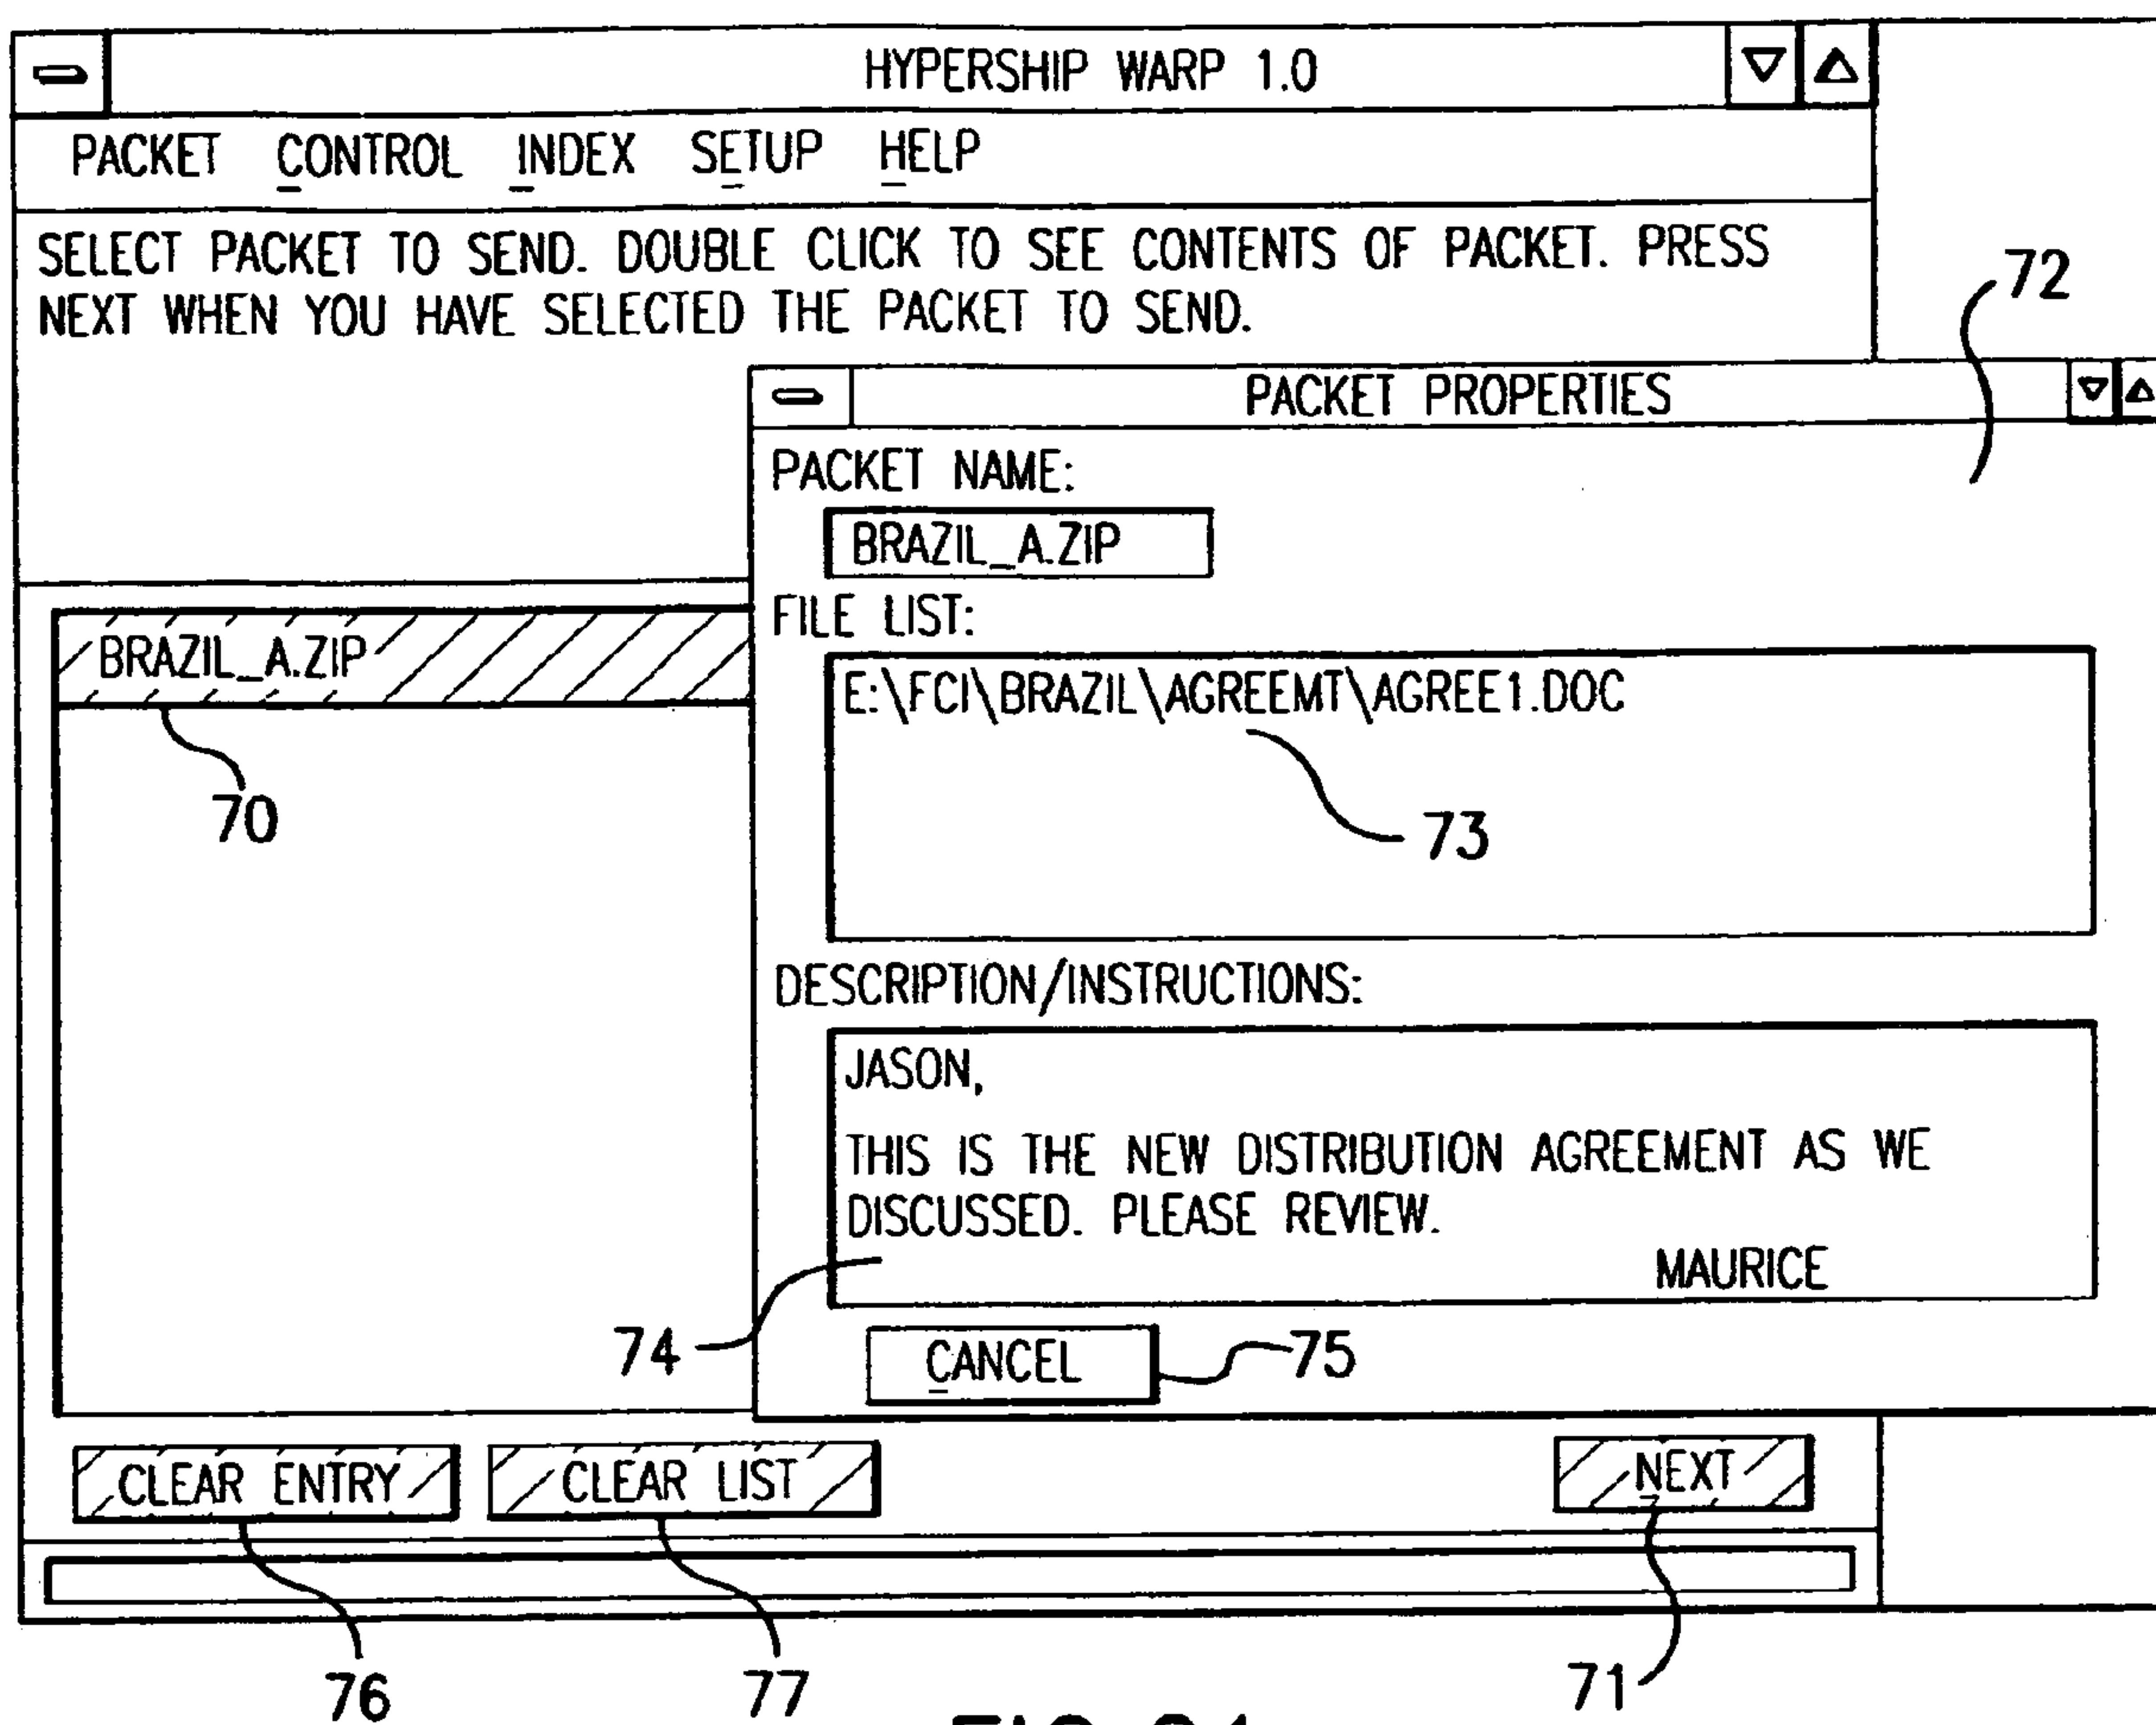 HYPERSHIP WARP 1.0
PACKET CONTROL INDEX SETUP HELP
SELECT PACKET TO SEND. DOUBLE CLICK TO SEE CONTENTS OF PACKET. PRESS
NEXT WHEN YOU HAVE SELECTED THE PACKET TO SEND.
72
PACKET PROPERTIES
PACKET NAME:
BRAZIL_A.ZIP
FILE LIST:
BRAZIL_A.ZIP
E:\FCI\BRAZIL\AGREEMT\AGREE1.DOC
70
73
DESCRIPTION/INSTRUCTIONS:
JASON,
THIS IS THE NEW DISTRIBUTION AGREEMENT AS WE
DISCUSSED. PLEASE REVIEW.
MAURICE
74
CANCEL
75
CLEAR ENTRY
CLEAR LIST
NEXT
76
77
71